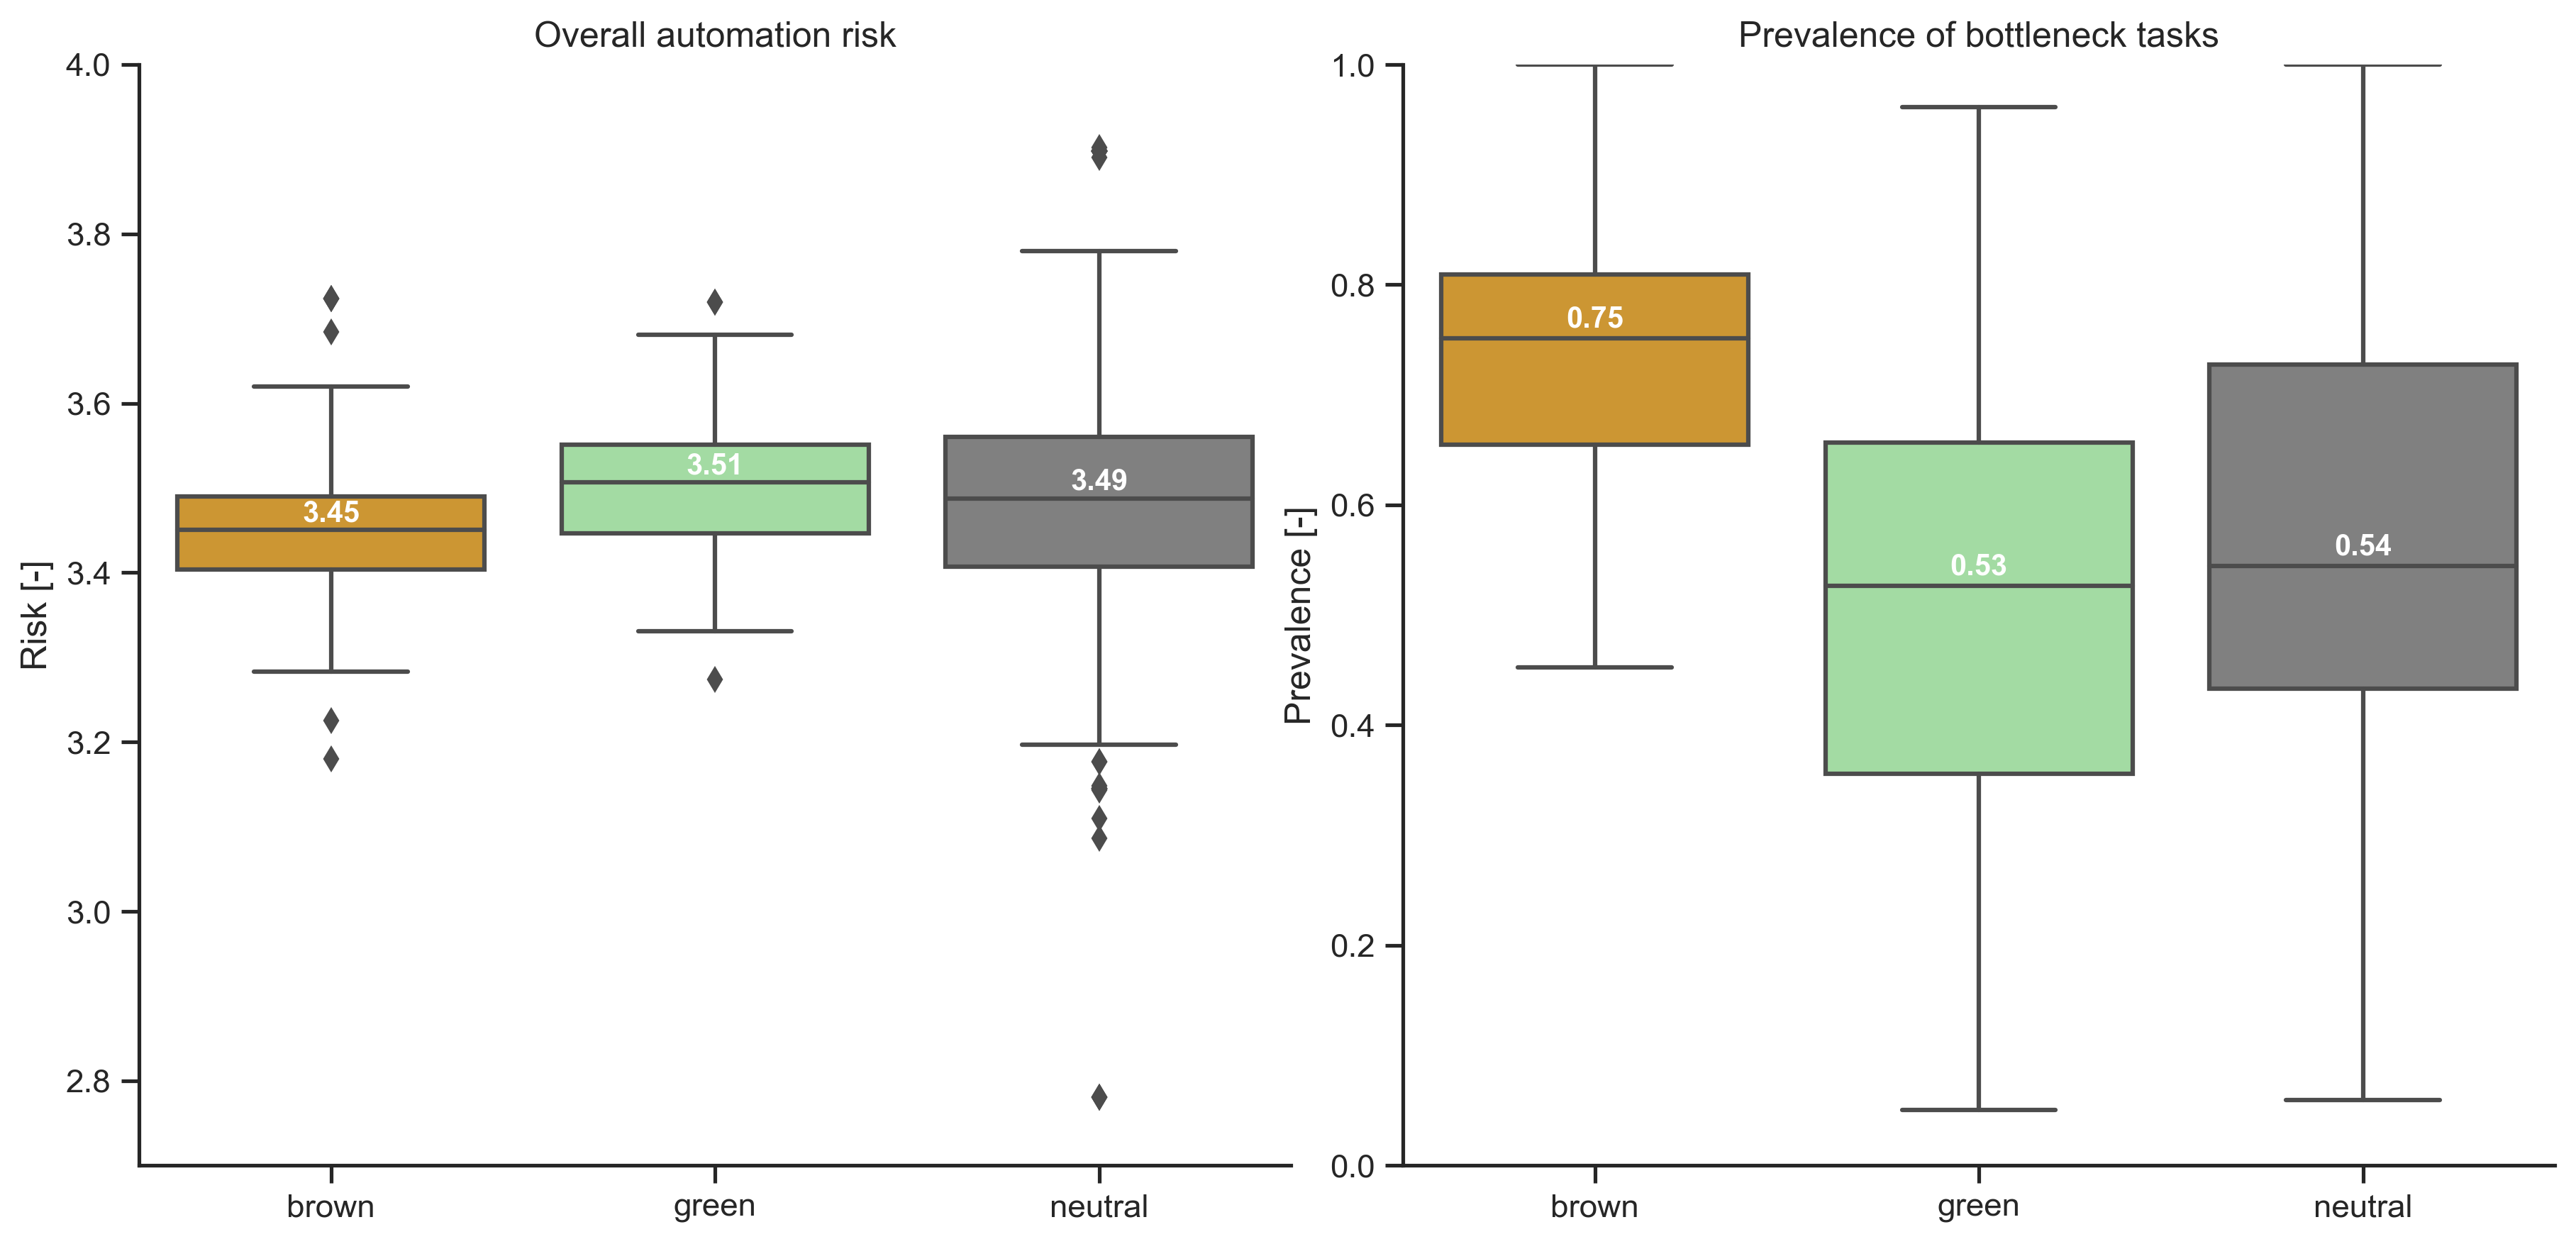 Overall automation risk
4.0
3.8
3.6
3.4
3.2
3.0
2.8
Risk [-]
3.45
3.51
3.49
brown
green
neutral
Prevalence of bottleneck tasks
1.0
0.8
0.6
0.4
0.2
0.0
Prevalence [-]
0.75
0.53
0.54
brown
green
neutral